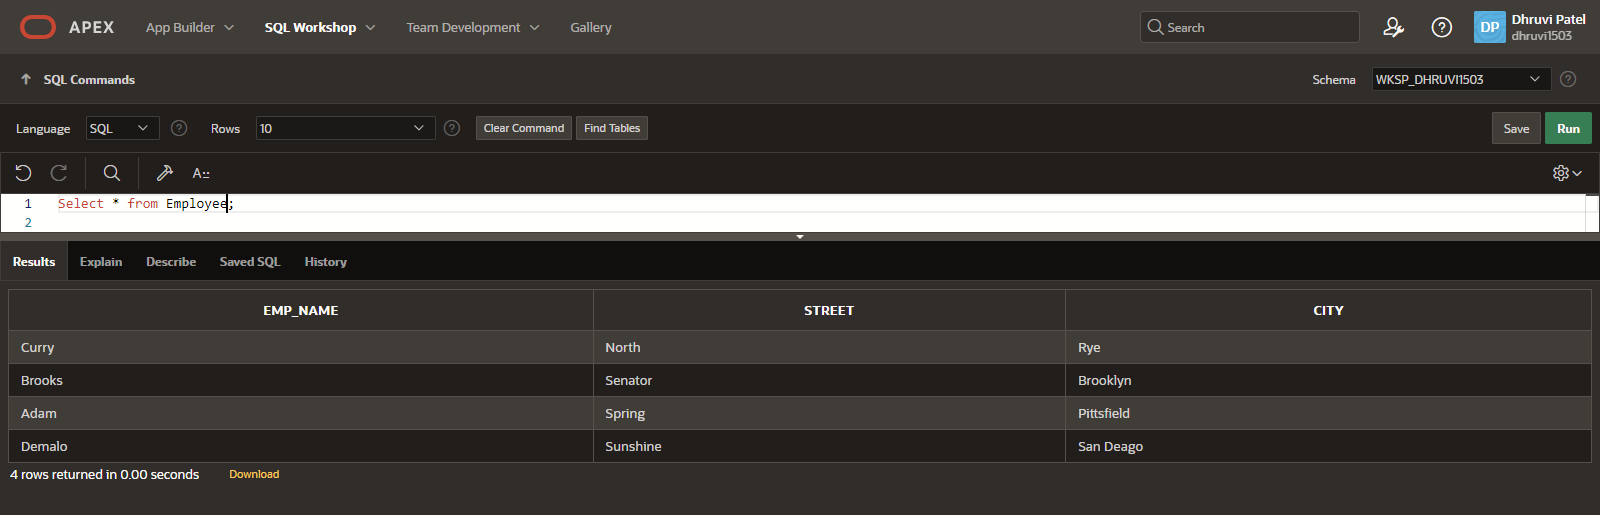 APEX App Builder SQL Workshop Team Development Gallery Search ? DP Dhruvi Patel
dhruvi1503
SQL Commands Schema WKSP_DHRUVI1503 ?
Language SQL ? Rows 10 ? Clear Command Find Tables Save Run
A::
1 Select * from Employee;
2
Results Explain Describe Saved SQL History
EMP_NAME STREET CITY
Curry North Rye
Brooks Senator Brooklyn
Adam Spring Pittsfield
Demalo Sunshine San Deago
4 rows returned in 0.00 seconds Download